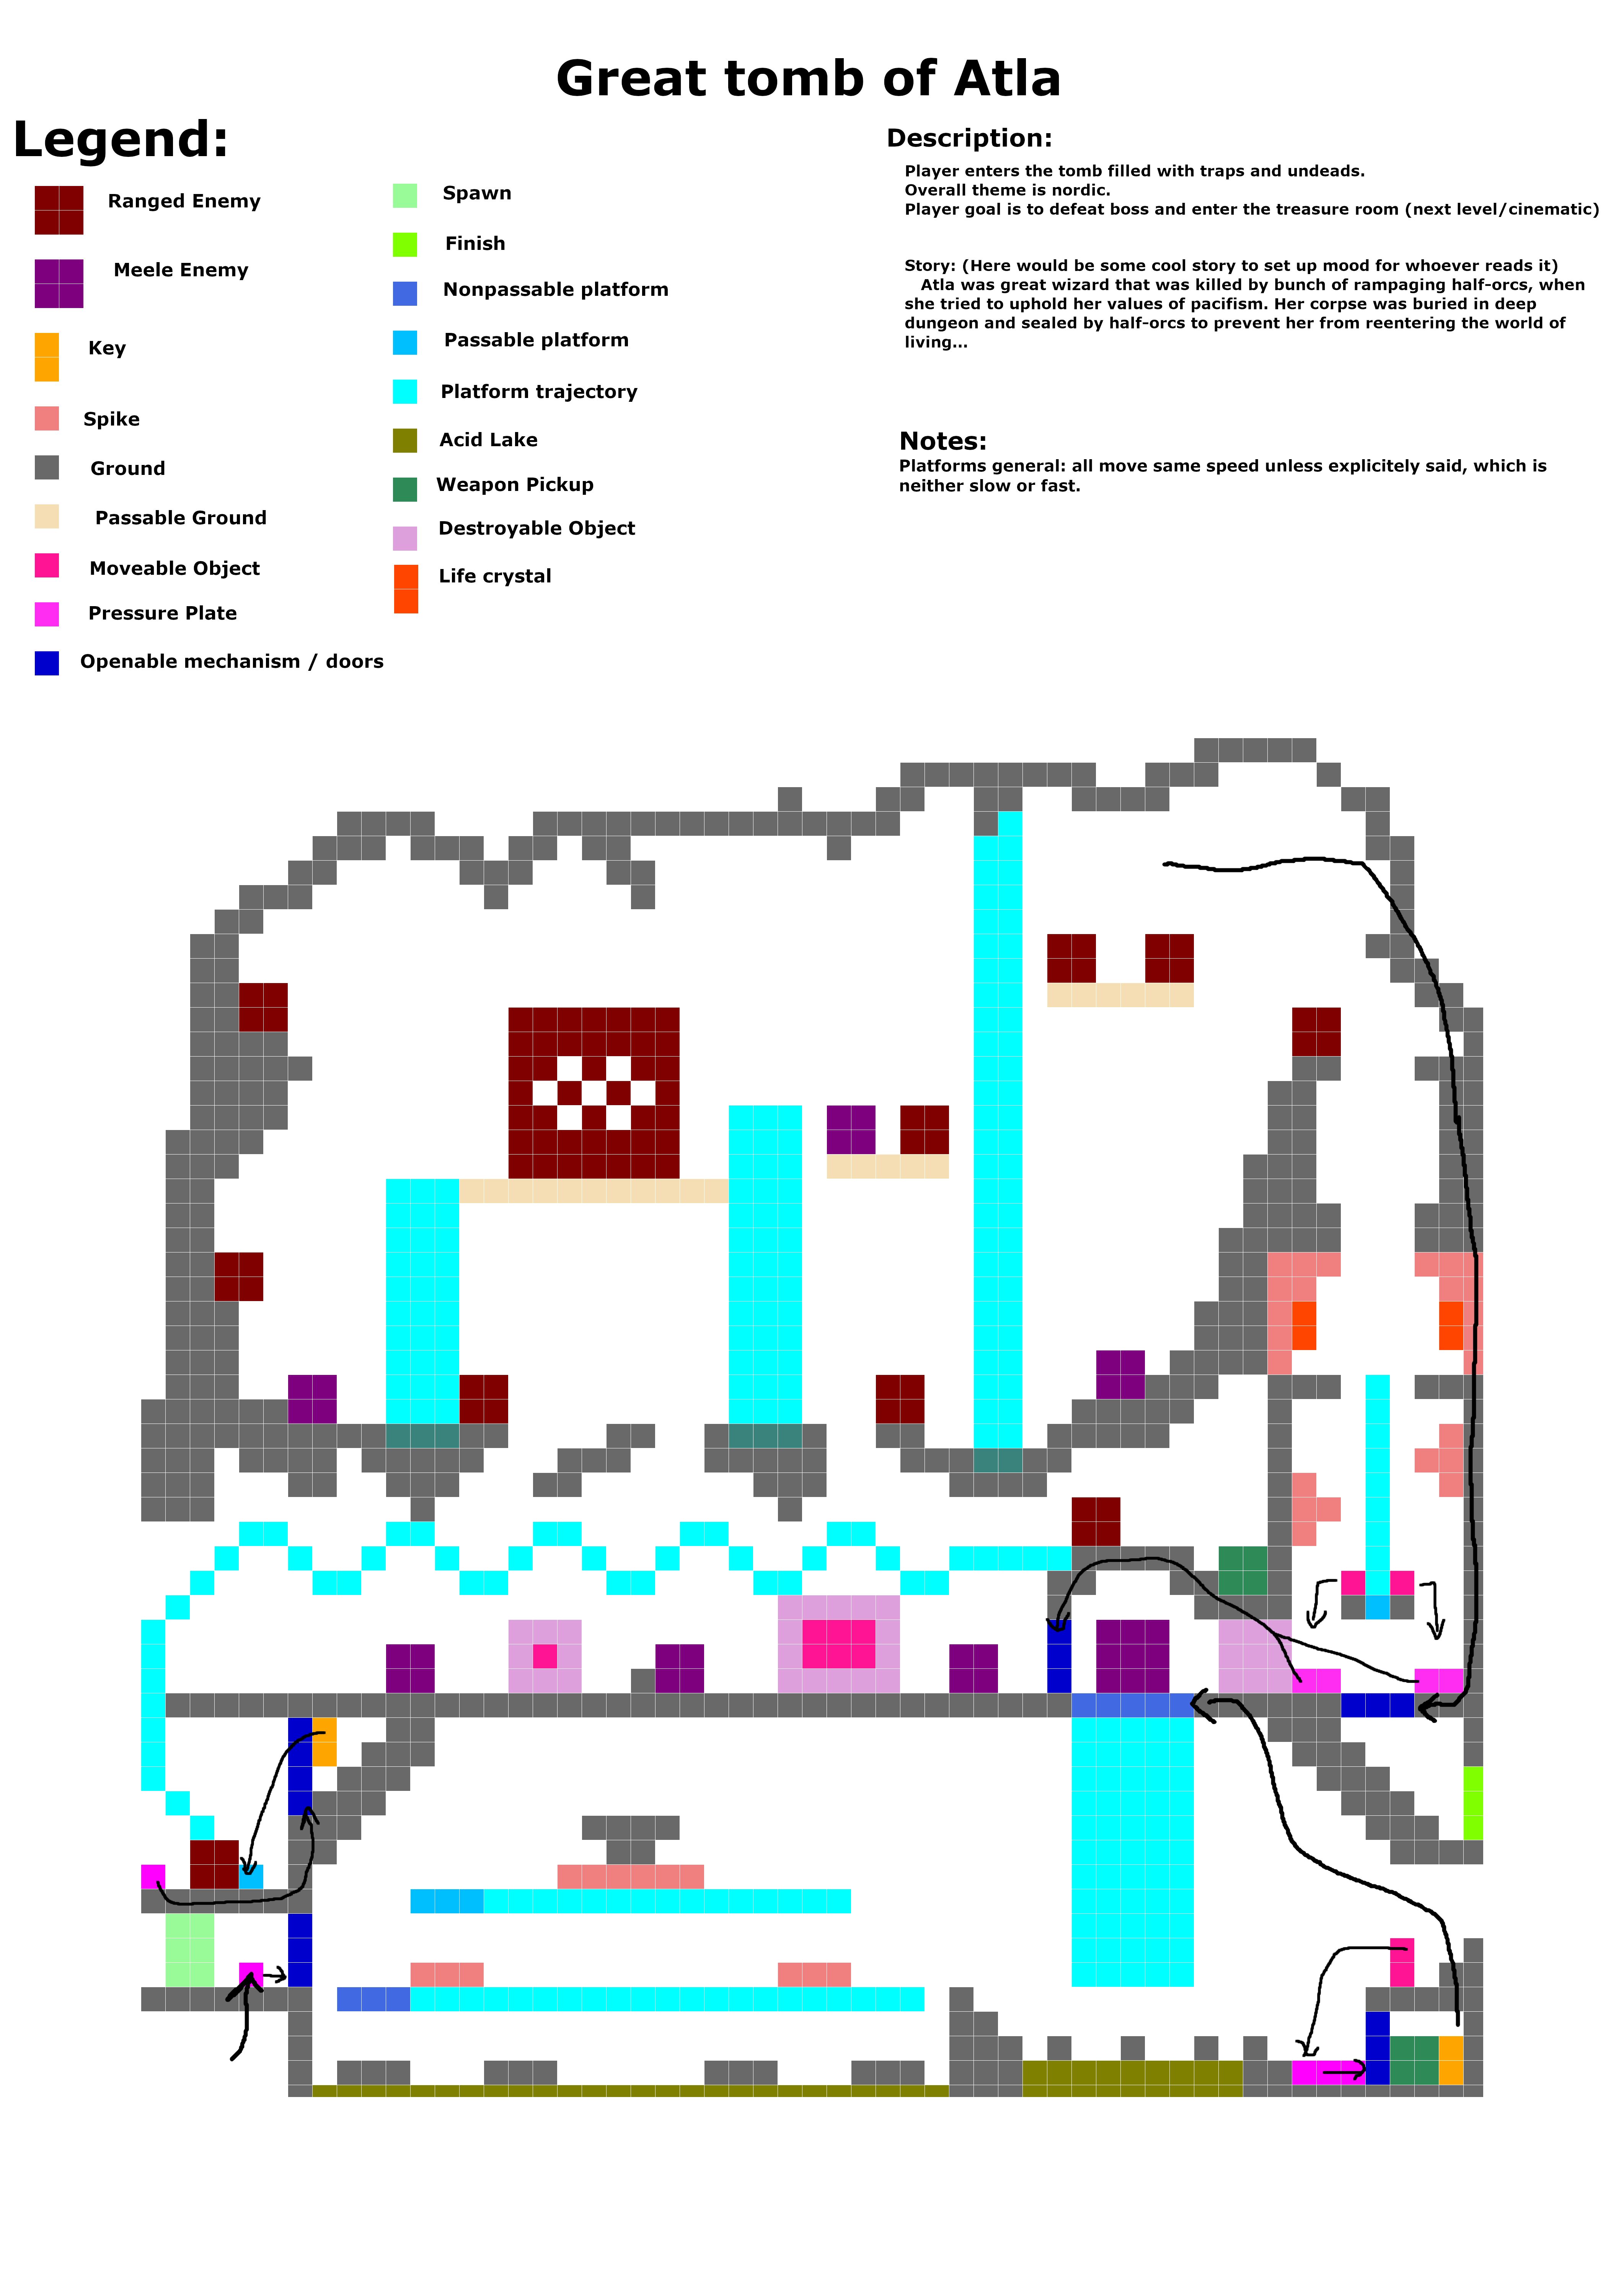 Great tomb of Atla
Legend:
Ranged Enemy
Meele Enemy
Key
Spike
Ground
Passable Ground
Moveable Object
Pressure Plate
Openable mechanism / doors
Spawn
Finish
Nonpassable platform
Passable platform
Platform trajectory
Acid Lake
Weapon Pickup
Destroyable Object
Life crystal
Description:
Player enters the tomb filled with traps and undeads.
Overall theme is nordic.
Player goal is to defeat boss and enter the treasure room (next level/cinematic)
Story: (Here would be some cool story to set up mood for whoever reads it)
Atla was great wizard that was killed by bunch of rampaging half-orcs, when
she tried to uphold her values of pacifism. Her corpse was buried in deep
dungeon and sealed by half-orcs to prevent her from reentering the world of
living...
Notes:
Platforms general: all move same speed unless explicitely said, which is
neither slow or fast.